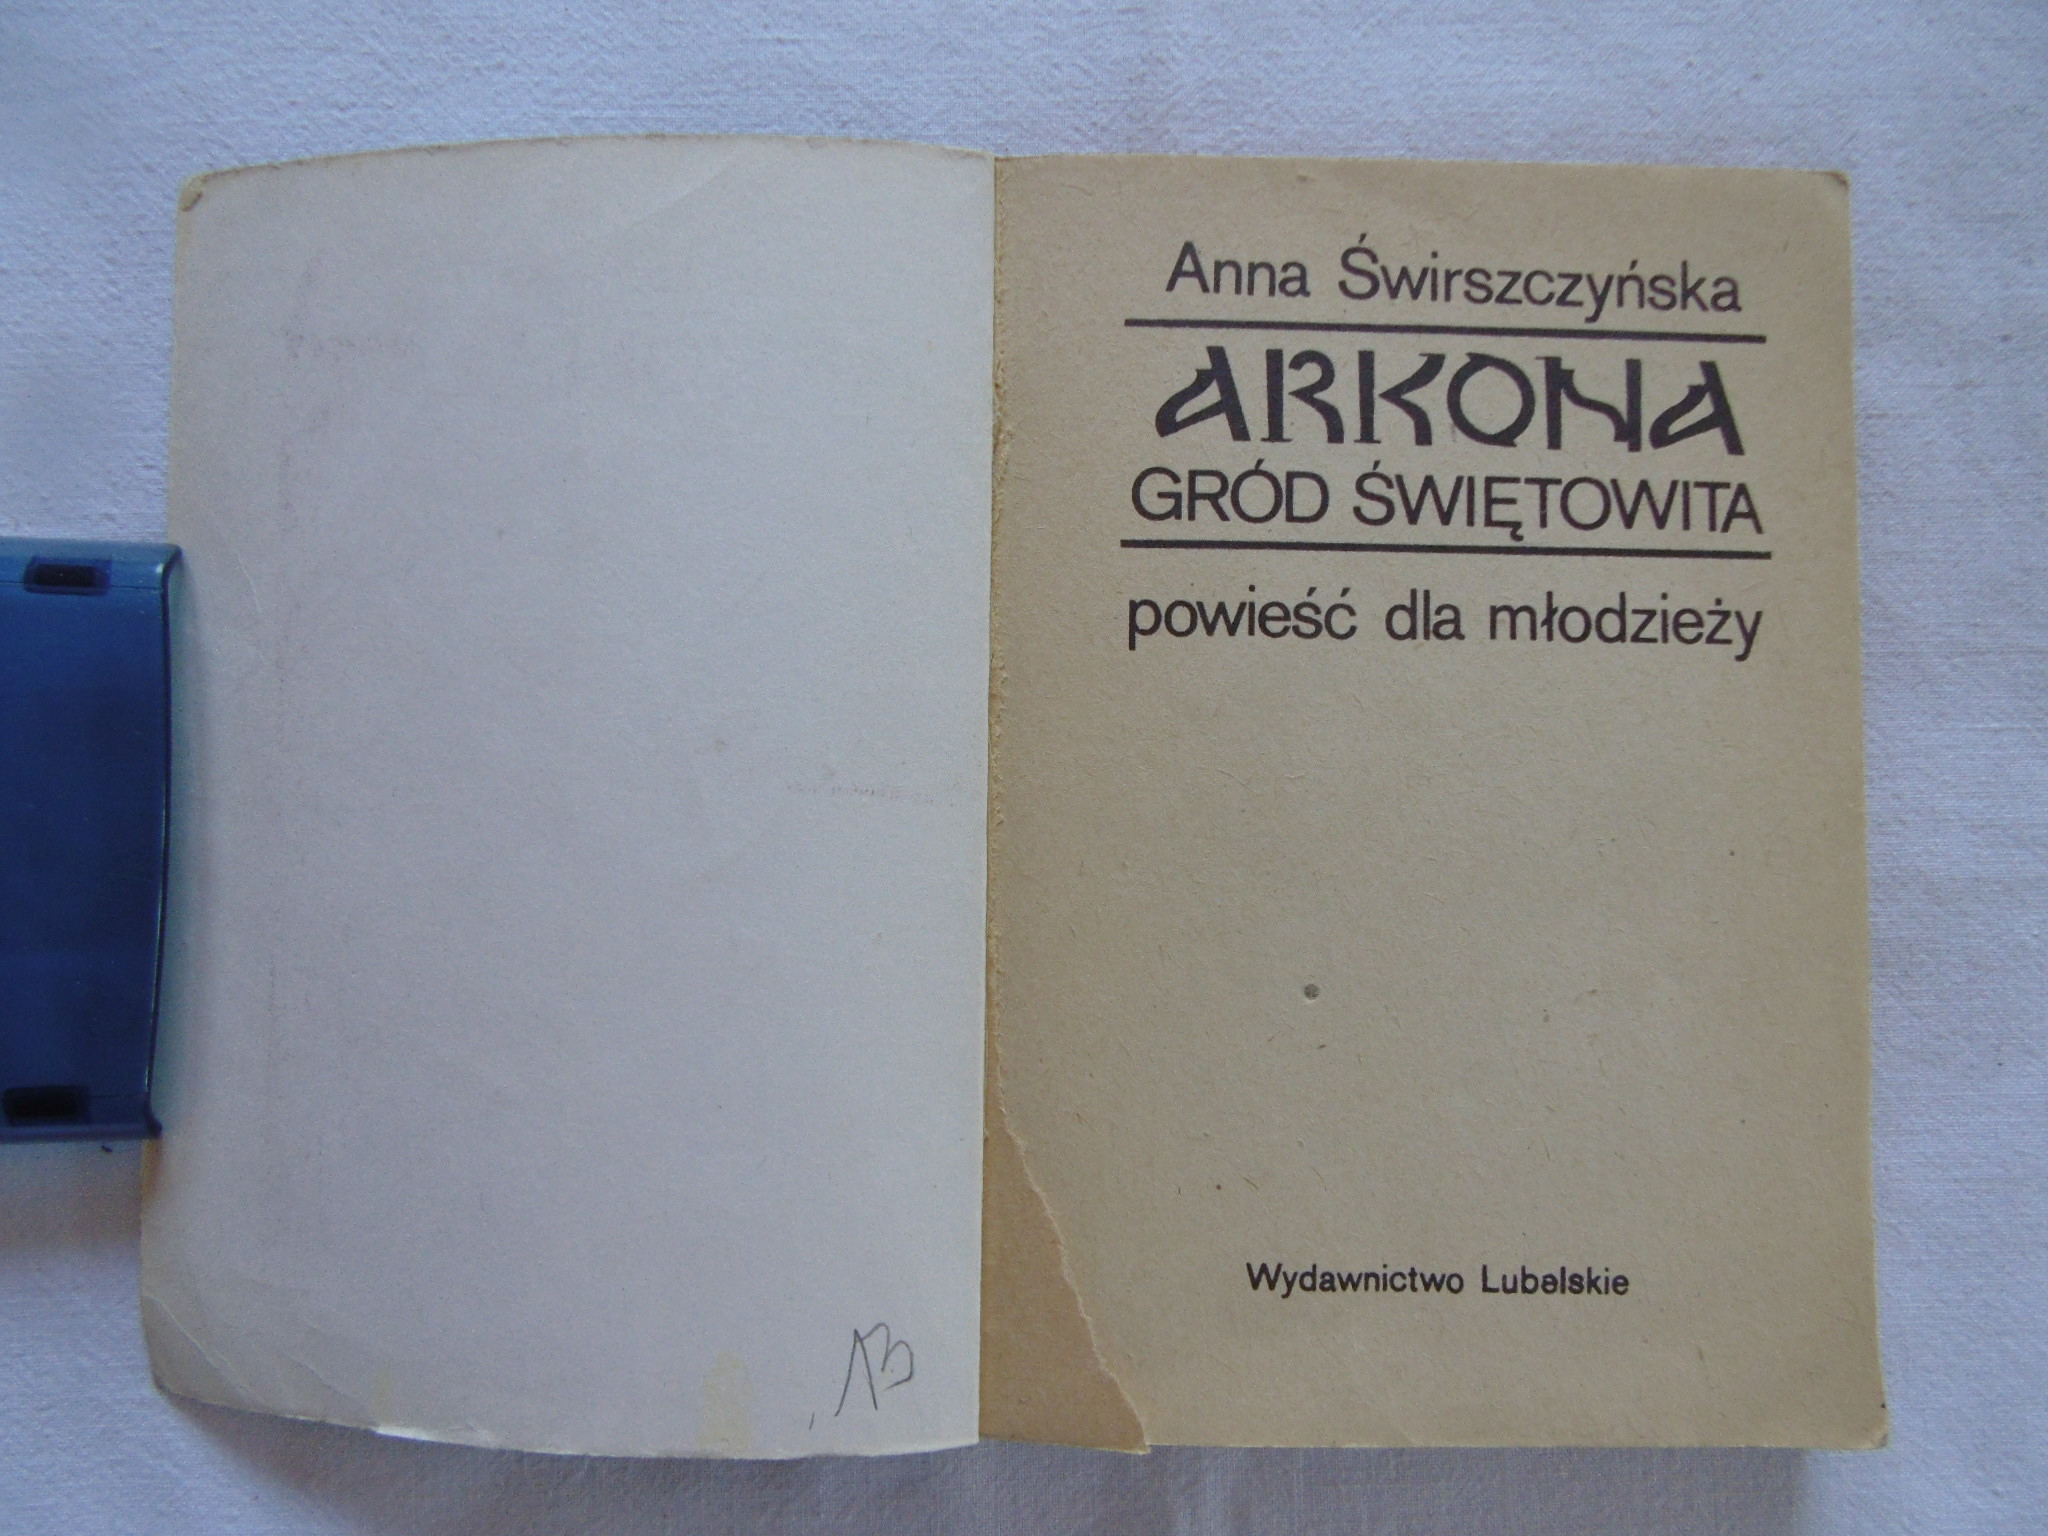 Anna Świrszczyńska
ARKONA
GRÓD ŚWIĘTOWITA
powieść dla młodzieży
Wydawnictwo Lubelskie